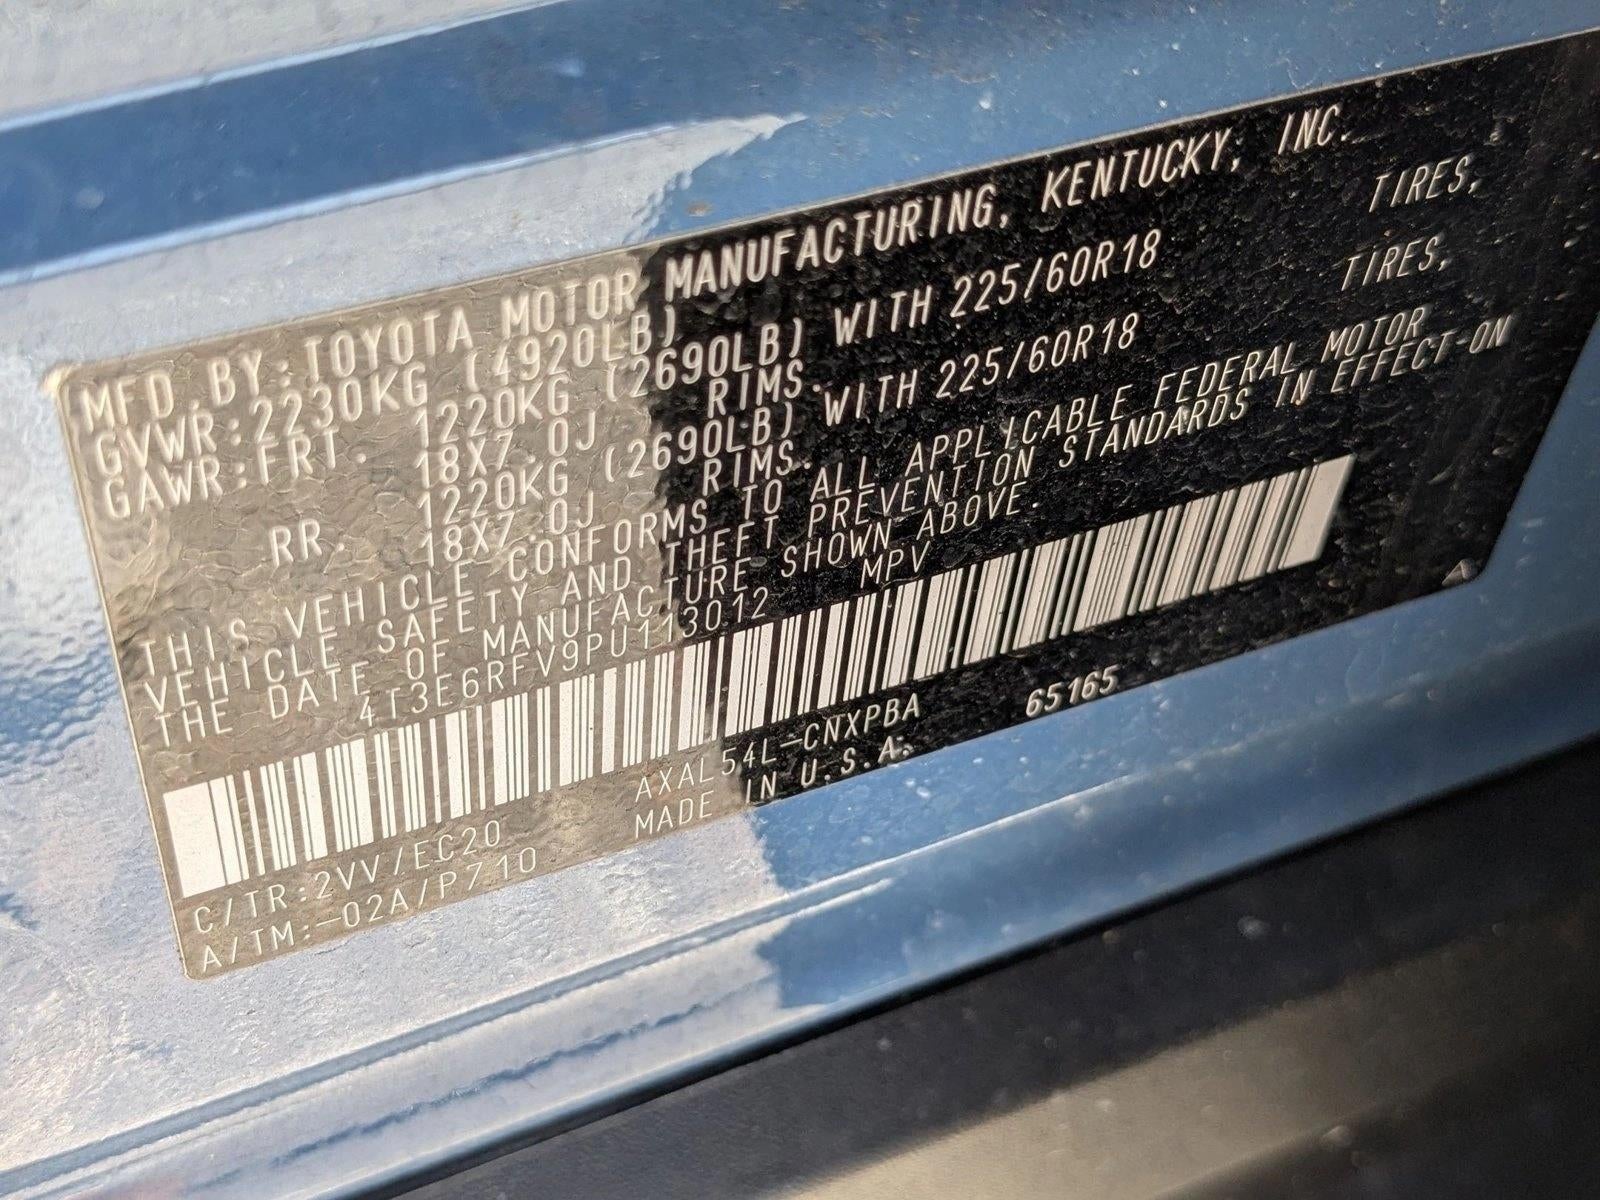 MFD.BY:TOYOTA MOTOR MANUFACTURING, KENTUCKY, INC.
GVWR:2230KG (4920LB)
GAWR:FRT. 1220KG (2690LB) WITH 225/60R18 TIRES,
18X7.0J RIMS.
RR. 1220KG (2690LB) WITH 225/60R18 TIRES,
18X7.0J RIMS.
THIS VEHICLE CONFORMS TO ALL APPLICABLE FEDERAL MOTOR
VEHICLE SAFETY AND THEFT PREVENTION STANDARDS IN EFFECT ON
THE DATE OF MANUFACTURE SHOWN ABOVE.
4T3E6RFV9PU113012 MPV
C/TR:2VV/EC20 AXAL54L-CNXPBA 65165
A/TM:-02A/P710 MADE IN U.S.A.